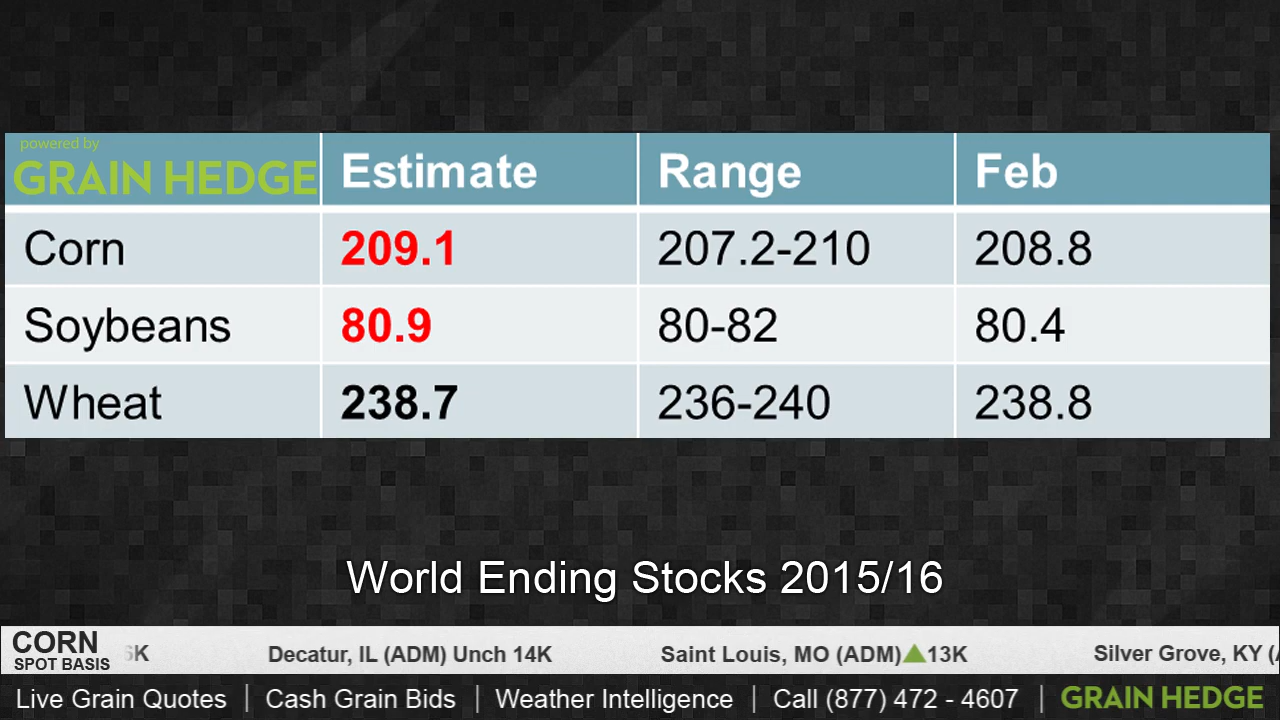 powered by
GRAIN HEDGE Estimate Range Feb
Corn 209.1 207.2-210 208.8
Soybeans 80.9 80-82 80.4
Wheat 238.7 236-240 238.8
World Ending Stocks 2015/16
CORN
SPOT BASIS
Decatur, IL (ADM) Unch 14K Saint Louis, MO (ADM) 13K Silver Grove, KY
Live Grain Quotes | Cash Grain Bids | Weather Intelligence | Call (877) 472 - 4607 | GRAIN HEDGE